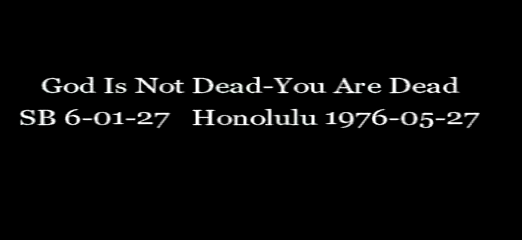 God Is Not Dead-You Are Dead
SB 6-01-27 Honolulu 1976-05-27